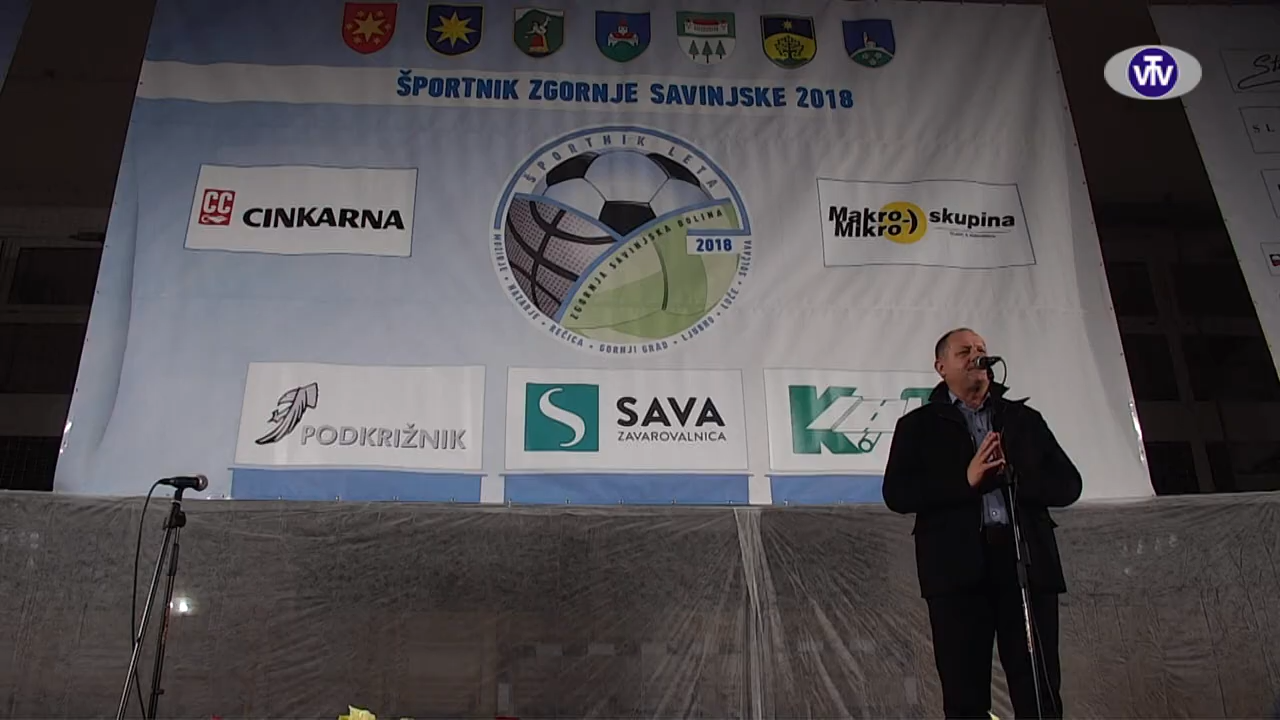 VTV
ŠPORTNIK ZGORNJE SAVINJSKE 2018
ŠPORTNIK LETA
ZGORNJA SAVINJSKA DOLINA
2018
MOZIRJE • NAZARJE • REČICA • GORNJI GRAD • LJUBNO • LUČE • SOLČAVA
CC
CINKARNA
Makro
Mikro
skupina
PODKRIŽNIK
S
SAVA
ZAVAROVALNICA